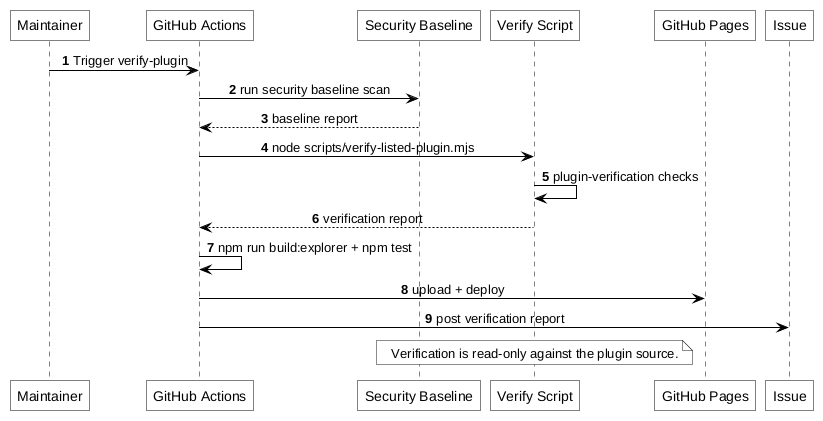 Maintainer GitHub Actions Security Baseline Verify Script GitHub Pages Issue
1 Trigger verify-plugin
2 run security baseline scan
3 baseline report
4 node scripts/verify-listed-plugin.mjs
5 plugin-verification checks
6 verification report
7 npm run build:explorer + npm test
8 upload + deploy
9 post verification report
Verification is read-only against the plugin source.
Maintainer GitHub Actions Security Baseline Verify Script GitHub Pages Issue